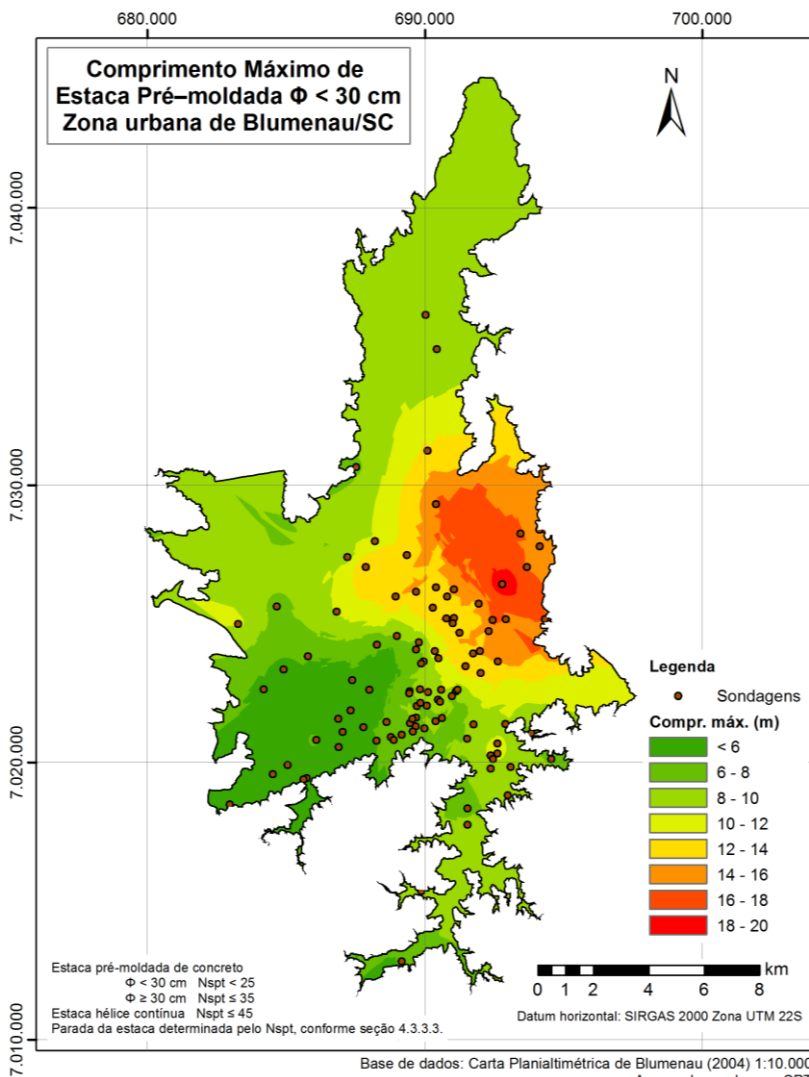 680.000 690.000 700.000
Comprimento Máximo de
Estaca Pré–moldada Φ < 30 cm
Zona urbana de Blumenau/SC
N
7.040.000
7.030.000
7.020.000
7.010.000
Legenda
Sondagens
Compr. máx. (m)
< 6
6 - 8
8 - 10
10 - 12
12 - 14
14 - 16
16 - 18
18 - 20
Estaca pré-moldada de concreto
Φ < 30 cm Nspt < 25
Φ ≥ 30 cm Nspt ≤ 35
Estaca hélice contínua Nspt ≤ 45
Parada da estaca determinada pelo Nspt, conforme seção 4.3.3.3.
km
0 1 2 4 6 8
Datum horizontal: SIRGAS 2000 Zona UTM 22S
Base de dados: Carta Planialtimétrica de Blumenau (2004) 1:10.000